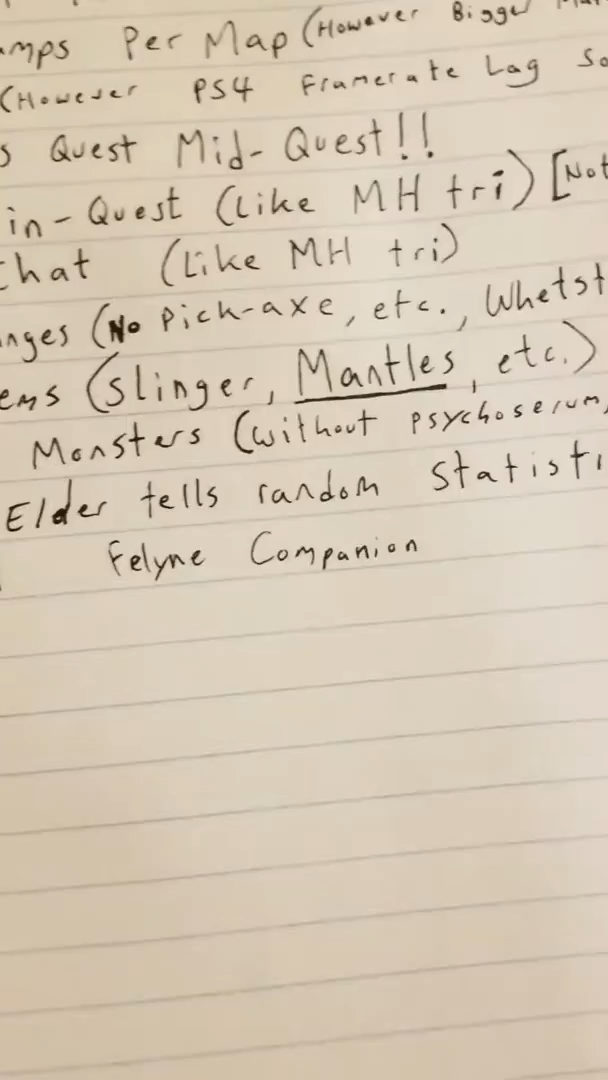 Per Map (However Bigger
(However PS4 Framerate Lag So
s Quest Mid-Quest!!
in-Quest (Like MH tri) [Not
Chat (Like MH tri)
nges (No Pick-axe, etc., Whetst
ems (Slinger, Mantles, etc.)
Monsters (without psychoserum,
Elder tells random Statisti
Felyne Companion